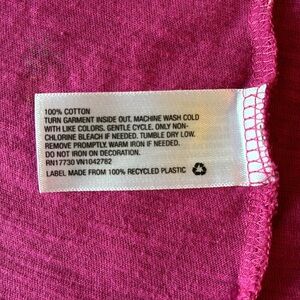 100% COTTON
TURN GARMENT INSIDE OUT. MACHINE WASH COLD
WITH LIKE COLORS. GENTLE CYCLE. ONLY NON-
CHLORINE BLEACH IF NEEDED. TUMBLE DRY LOW.
REMOVE PROMPTLY. WARM IRON IF NEEDED.
DO NOT IRON ON DECORATION.
RN17730 VN1042782
LABEL MADE FROM 100% RECYCLED PLASTIC